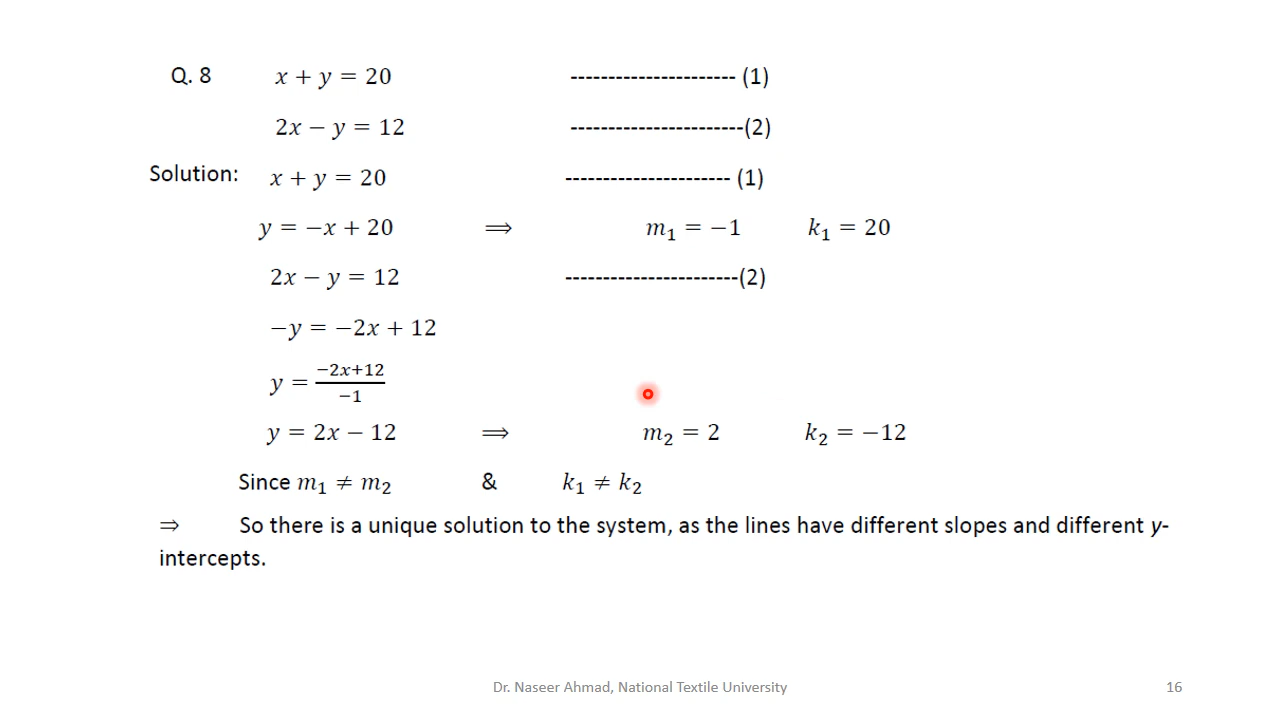 Q. 8 x + y = 20 ---------------------- (1)
2x − y = 12 -----------------------(2)
Solution: x + y = 20 ---------------------- (1)
y = −x + 20 ⟹ m₁ = −1 k₁ = 20
2x − y = 12 -----------------------(2)
−y = −2x + 12
y = (−2x+12)/(−1)
y = 2x − 12 ⟹ m₂ = 2 k₂ = −12
Since m₁ ≠ m₂ & k₁ ≠ k₂
⇒ So there is a unique solution to the system, as the lines have different slopes and different y-
intercepts.
Dr. Naseer Ahmad, National Textile University 16